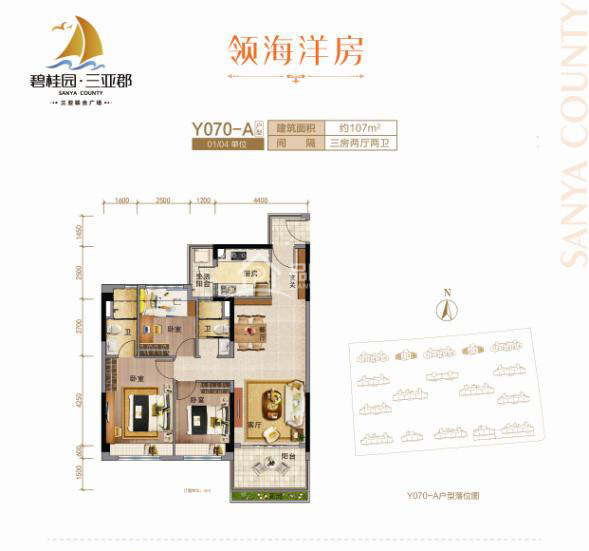 碧桂园·三亚郡
SANYA COUNTY
三亚联合广场
领海洋房
SANYA COUNTY
Y070-A 户型
01/04 单位
建筑面积 约107m²
间隔 三房两厅两卫
1600 2500 1200 4400
1450
2900
2700
4250
600
1500
生活阳台
厨房
玄关
卫
卧室
卫
餐厅
卧室
卧室
客厅
阳台
N
Y070-A户型落位图